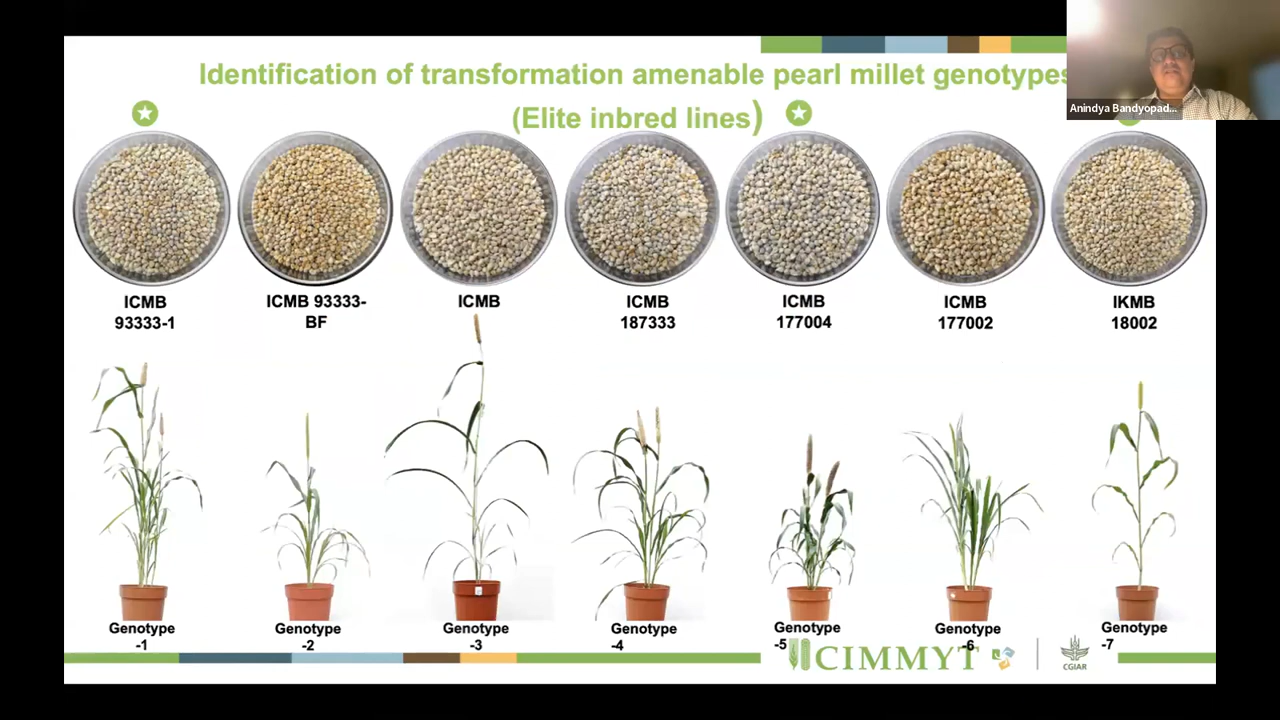 Identification of transformation amenable pearl millet genotypes
(Elite inbred lines)
Anindya Bandyopad...
ICMB
93333-1
ICMB 93333-
BF
ICMB
ICMB
187333
ICMB
177004
ICMB
177002
IKMB
18002
Genotype
-1
Genotype
-2
Genotype
-3
Genotype
-4
Genotype
-5
Genotype
-6
Genotype
-7
CIMMYT
CGIAR